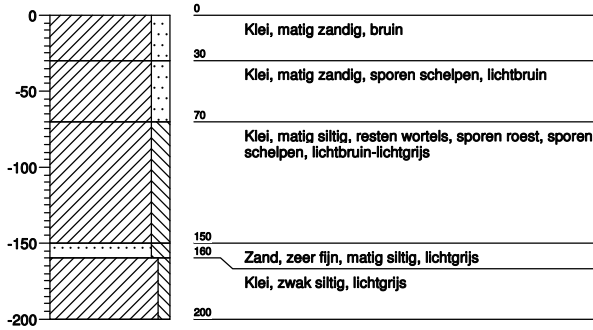 0
-50
-100
-150
-200
0
Klei, matig zandig, bruin
30
Klei, matig zandig, sporen schelpen, lichtbruin
70
Klei, matig siltig, resten wortels, sporen roest, sporen
schelpen, lichtbruin-lichtgrijs
150
160
Zand, zeer fijn, matig siltig, lichtgrijs
Klei, zwak siltig, lichtgrijs
200